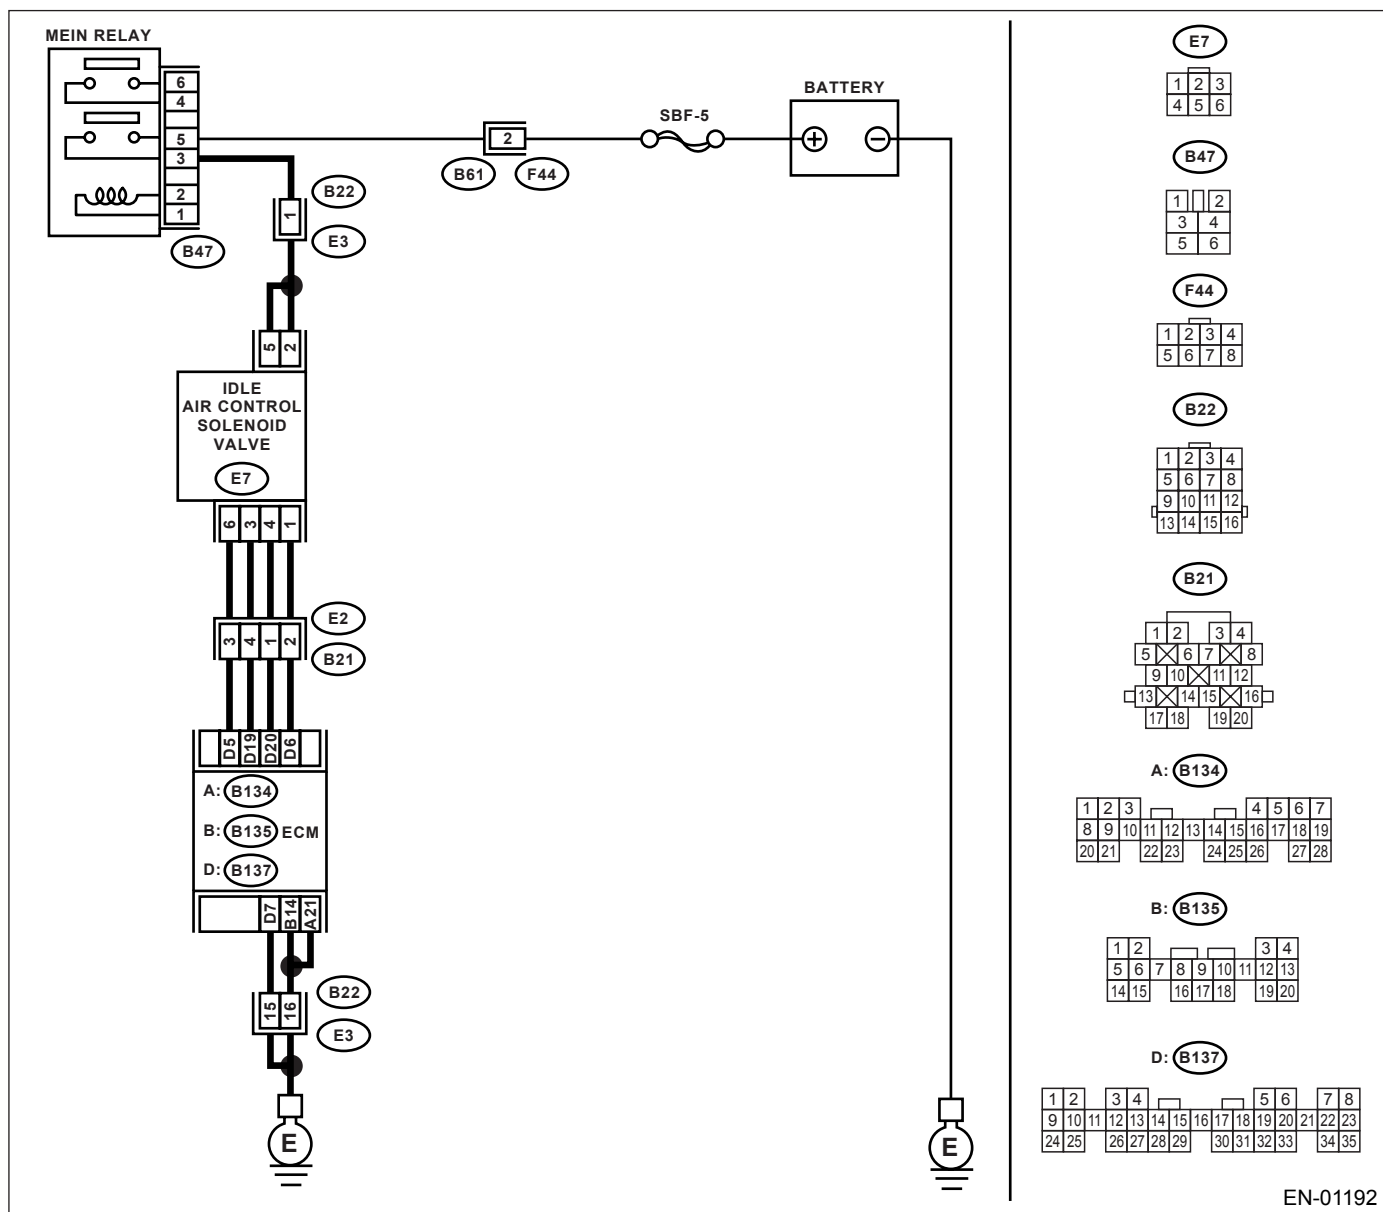 MEIN RELAY
6
4
5
3
2
1
B47
2
B61
F44
SBF-5
BATTERY
+
−
1
B22
E3
5 2
IDLE
AIR CONTROL
SOLENOID
VALVE
E7
6 3 4 1
E2
3 4 1 2
B21
D5 D19 D20 D6
A: B134
B: B135 ECM
D: B137
D7 B14 A21
B22
15 16
E3
E
E
E7
1 2 3
4 5 6
B47
1 2
3 4
5 6
F44
1 2 3 4
5 6 7 8
B22
1 2 3 4
5 6 7 8
9 10 11 12
13 14 15 16
B21
1 2 3 4
5 6 7 8
9 10 11 12
13 14 15 16
17 18 19 20
A: B134
1 2 3 4 5 6 7
8 9 10 11 12 13 14 15 16 17 18 19
20 21 22 23 24 25 26 27 28
B: B135
1 2 3 4
5 6 7 8 9 10 11 12 13
14 15 16 17 18 19 20
D: B137
1 2 3 4 5 6 7 8
9 10 11 12 13 14 15 16 17 18 19 20 21 22 23
24 25 26 27 28 29 30 31 32 33 34 35
EN-01192